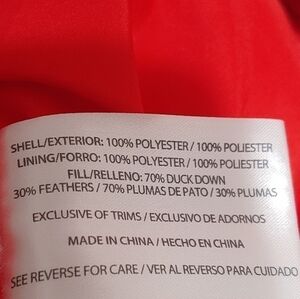 SHELL/EXTERIOR: 100% POLYESTER / 100% POLIESTER
LINING/FORRO: 100% POLYESTER / 100% POLIESTER
FILL/RELLENO: 70% DUCK DOWN
30% FEATHERS / 70% PLUMAS DE PATO / 30% PLUMAS
EXCLUSIVE OF TRIMS / EXCLUSIVO DE ADORNOS
MADE IN CHINA / HECHO EN CHINA
SEE REVERSE FOR CARE / VER AL REVERSO PARA CUIDADO